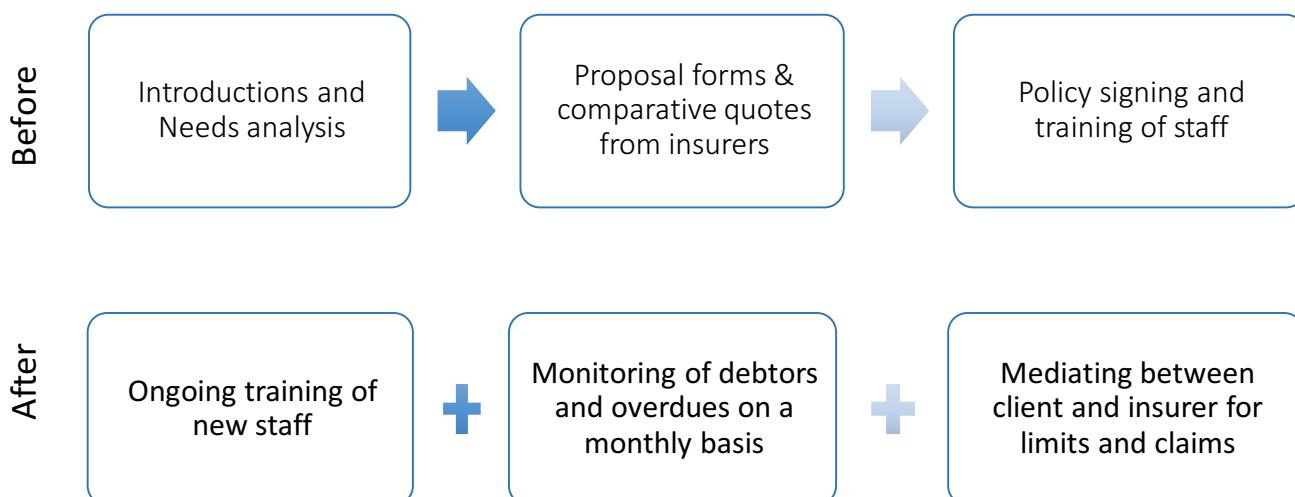 Before
Introductions and
Needs analysis
Proposal forms &
comparative quotes
from insurers
Policy signing and
training of staff
After
Ongoing training of
new staff
Monitoring of debtors
and overdues on a
monthly basis
Mediating between
client and insurer for
limits and claims